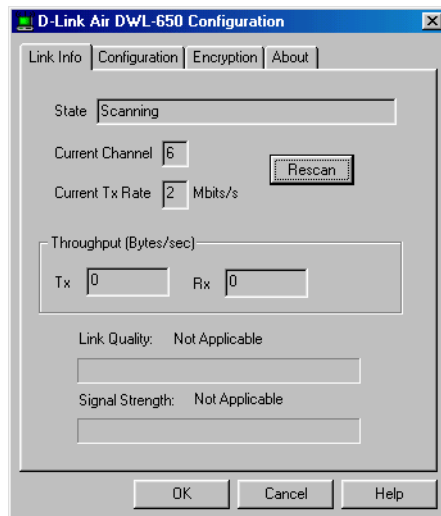 D-Link Air DWL-650 Configuration
Link Info Configuration Encryption About
State Scanning
Current Channel 6
Rescan
Current Tx Rate 2 Mbits/s
Throughput (Bytes/sec)
Tx 0 Rx 0
Link Quality: Not Applicable
Signal Strength: Not Applicable
OK Cancel Help